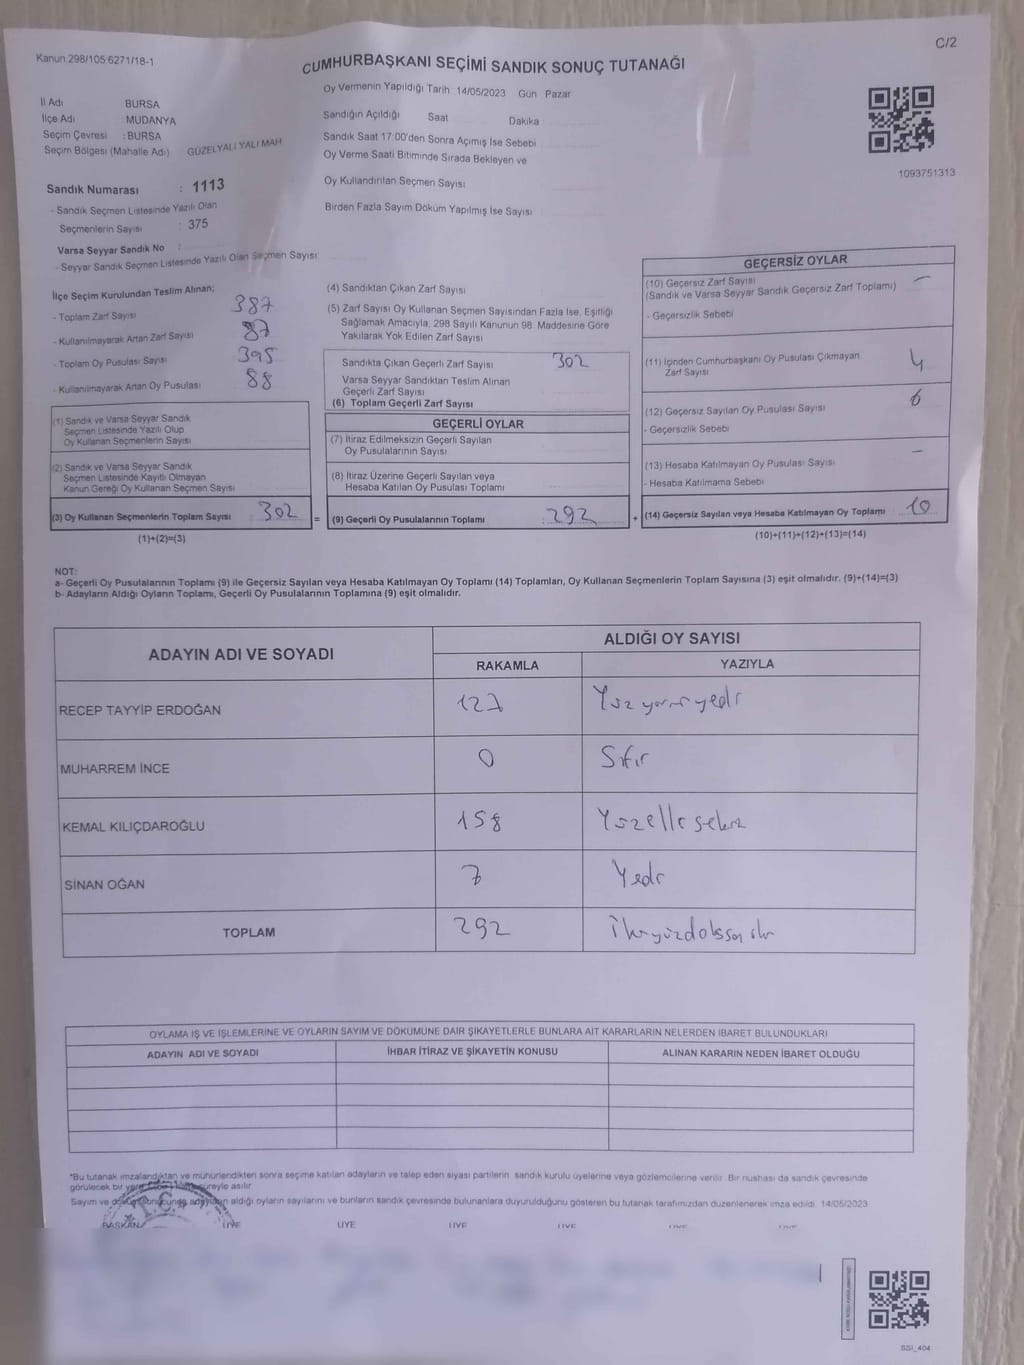 C/2
Kanun.298/105.6271/18-1
CUMHURBAŞKANI SEÇİMİ SANDIK SONUÇ TUTANAĞI
Oy Vermenin Yapıldığı Tarih 14/05/2023 Gün Pazar
İl Adı BURSA
İlçe Adı MUDANYA
Seçim Çevresi : BURSA
Seçim Bölgesi (Mahalle Adı) GÜZELYALI YALI MAH
Sandığın Açıldığı Saat Dakika
Sandık Saat 17:00'den Sonra Açımış İse Sebebi
Oy Verme Saati Bitiminde Sırada Bekleyen ve
Oy Kullandırılan Seçmen Sayısı
Birden Fazla Sayım Döküm Yapılmış İse Sayısı
1093751313
Sandık Numarası : 1113
- Sandık Seçmen Listesinde Yazılı Olan
Seçmenlerin Sayısı : 375
Varsa Seyyar Sandık No :
- Seyyar Sandık Seçmen Listesinde Yazılı Olan Seçmen Sayısı
İlçe Seçim Kurulundan Teslim Alınan;
- Toplam Zarf Sayısı 387
- Kullanılmayarak Artan Zarf Sayısı 87
- Toplam Oy Pusulası Sayısı 395
- Kullanılmayarak Artan Oy Pusulası 88
(1) Sandık ve Varsa Seyyar Sandık
Seçmen Listesinde Yazılı Olup
Oy Kullanan Seçmenlerin Sayısı
(2) Sandık ve Varsa Seyyar Sandık
Seçmen Listesinde Kayıtlı Olmayan
Kanun Gereği Oy Kullanan Seçmen Sayısı
(3) Oy Kullanan Seçmenlerin Toplam Sayısı 302 =
(1)+(2)=(3)
(4) Sandıktan Çıkan Zarf Sayısı
(5) Zarf Sayısı Oy Kullanan Seçmen Sayısından Fazla İse, Eşitliği
Sağlamak Amacıyla, 298 Sayılı Kanunun 98. Maddesine Göre
Yakılarak Yok Edilen Zarf Sayısı
Sandıkta Çıkan Geçerli Zarf Sayısı 302
Varsa Seyyar Sandıktan Teslim Alınan
Geçerli Zarf Sayısı
(6) Toplam Geçerli Zarf Sayısı
GEÇERLİ OYLAR
(7) İtiraz Edilmeksizin Geçerli Sayılan
Oy Pusulalarının Sayısı
(8) İtiraz Üzerine Geçerli Sayılan veya
Hesaba Katılan Oy Pusulası Toplamı
(9) Geçerli Oy Pusulalarının Toplamı : 292 +
GEÇERSİZ OYLAR
(10) Geçersiz Zarf Sayısı —
(Sandık ve Varsa Seyyar Sandık Geçersiz Zarf Toplamı)
- Geçersizlik Sebebi
(11) İçinden Cumhurbaşkanı Oy Pusulası Çıkmayan 4
Zarf Sayısı
(12) Geçersiz Sayılan Oy Pusulası Sayısı 6
- Geçersizlik Sebebi
(13) Hesaba Katılmayan Oy Pusulası Sayısı —
- Hesaba Katılmama Sebebi
(14) Geçersiz Sayılan veya Hesaba Katılmayan Oy Toplamı 10
(10)+(11)+(12)+(13)=(14)
NOT:
a- Geçerli Oy Pusulalarının Toplamı (9) ile Geçersiz Sayılan veya Hesaba Katılmayan Oy Toplamı (14) Toplamları, Oy Kullanan Seçmenlerin Toplam Sayısına (3) eşit olmalıdır. (9)+(14)=(3)
b- Adayların Aldığı Oyların Toplamı, Geçerli Oy Pusulalarının Toplamına (9) eşit olmalıdır.
ADAYIN ADI VE SOYADI
ALDIĞI OY SAYISI
RAKAMLA YAZIYLA
RECEP TAYYİP ERDOĞAN 127 Yüz yirmi yedi
MUHARREM İNCE 0 Sıfır
KEMAL KILIÇDAROĞLU 158 Yüzelli sekiz
SİNAN OĞAN 7 Yedi
TOPLAM 292 İkiyüzdoksan iki
OYLAMA İŞ VE İŞLEMLERİNE VE OYLARIN SAYIM VE DÖKÜMÜNE DAİR ŞİKAYETLERLE BUNLARA AİT KARARLARIN NELERDEN İBARET BULUNDUKLARI
ADAYIN ADI VE SOYADI İHBAR İTİRAZ VE ŞİKAYETİN KONUSU ALINAN KARARIN NEDEN İBARET OLDUĞU
*Bu tutanak imzalandıktan ve mühürlendikten sonra seçime katılan adayların ve talep eden siyasi partilerin sandık kurulu üyelerine veya gözlemcilerine verilir. Bir nüshası da sandık çevresinde
görülecek bir yere süreyle asılır
Sayım ve döküm sonucunda adayların aldığı oyların sayılarını ve bunların sandık çevresinde bulunanlara duyurulduğunu gösteren bu tutanak tarafımızdan düzenlenerek imza edildi. 14/05/2023
T.C.
BAŞKAN ÜYE ÜYE ÜYE ÜYE ÜYE ÜYE
SSI_404